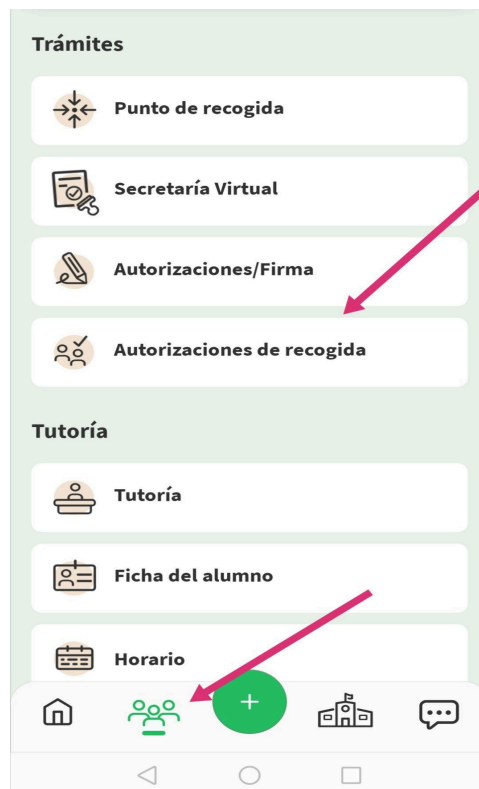 Trámites
Punto de recogida
Secretaría Virtual
Autorizaciones/Firma
Autorizaciones de recogida
Tutoría
Tutoría
Ficha del alumno
Horario